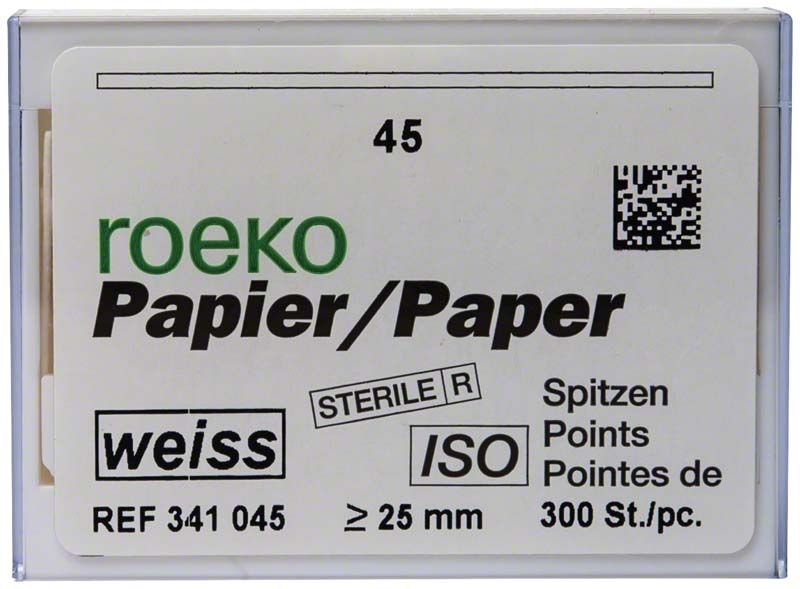 45
roeko
Papier/Paper
STERILE R
weiss
ISO
Spitzen
Points
Pointes de
REF 341 045
≥ 25 mm
300 St./pc.